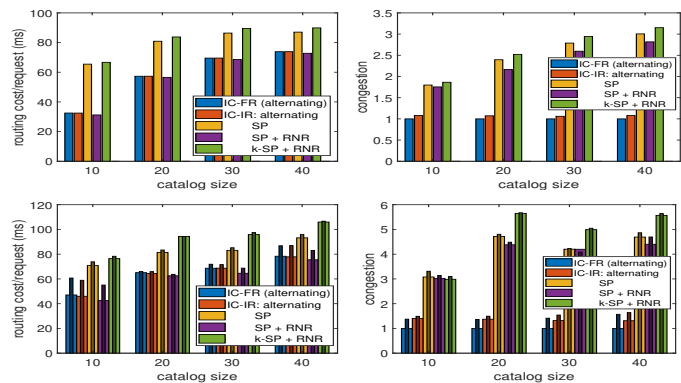 routing cost/request (ms)
100
80
60
40
20
0
10
20
30
40
catalog size
IC-FR (alternating)
IC-IR: alternating
SP
SP + RNR
k-SP + RNR
congestion
3.5
3
2.5
2
1.5
1
0.5
0
10
20
30
40
catalog size
IC-FR (alternating)
IC-IR: alternating
SP
SP + RNR
k-SP + RNR
routing cost/request (ms)
120
100
80
60
40
20
0
10
20
30
40
catalog size
IC-FR (alternating)
IC-IR: alternating
SP
SP + RNR
k-SP + RNR
congestion
6
5
4
3
2
1
0
10
20
30
40
catalog size
IC-FR (alternating)
IC-IR: alternating
SP
SP + RNR
k-SP + RNR